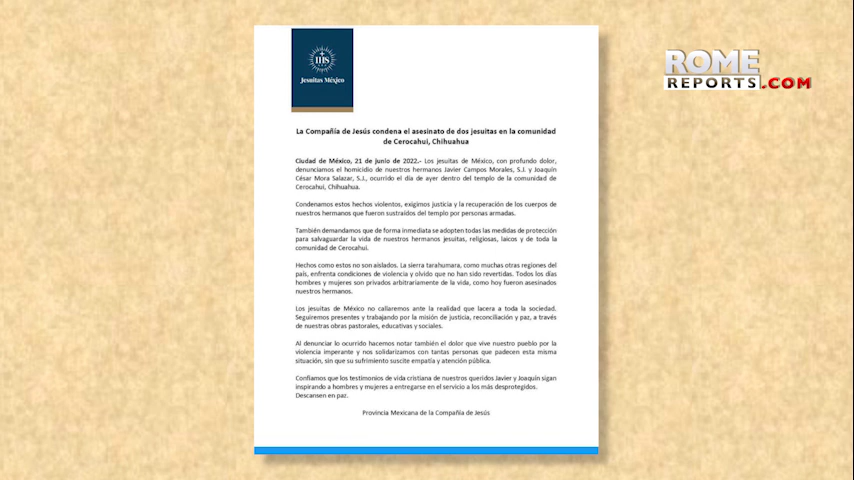 ROME
REPORTS.COM
IHS
Jesuitas México
La Compañía de Jesús condena el asesinato de dos jesuitas en la comunidad
de Cerocahui, Chihuahua
Ciudad de México, 21 de junio de 2022.- Los jesuitas de México, con profundo dolor,
denunciamos el homicidio de nuestros hermanos Javier Campos Morales, S.J. y Joaquín
César Mora Salazar, S.J., ocurrido el día de ayer dentro del templo de la comunidad de
Cerocahui, Chihuahua.
Condenamos estos hechos violentos, exigimos justicia y la recuperación de los cuerpos de
nuestros hermanos que fueron sustraídos del templo por personas armadas.
También demandamos que de forma inmediata se adopten todas las medidas de protección
para salvaguardar la vida de nuestros hermanos jesuitas, religiosas, laicos y de toda la
comunidad de Cerocahui.
Hechos como estos no son aislados. La sierra tarahumara, como muchas otras regiones del
país, enfrenta condiciones de violencia y olvido que no han sido revertidas. Todos los días
hombres y mujeres son privados arbitrariamente de la vida, como hoy fueron asesinados
nuestros hermanos.
Los jesuitas de México no callaremos ante la realidad que lacera a toda la sociedad.
Seguiremos presentes y trabajando por la misión de justicia, reconciliación y paz, a través
de nuestras obras pastorales, educativas y sociales.
Al denunciar lo ocurrido hacemos notar también el dolor que vive nuestro pueblo por la
violencia imperante y nos solidarizamos con tantas personas que padecen esta misma
situación, sin que su sufrimiento suscite empatía y atención pública.
Confiamos que los testimonios de vida cristiana de nuestros queridos Javier y Joaquín sigan
inspirando a hombres y mujeres a entregarse en el servicio a los más desprotegidos.
Descansen en paz.
Provincia Mexicana de la Compañía de Jesús